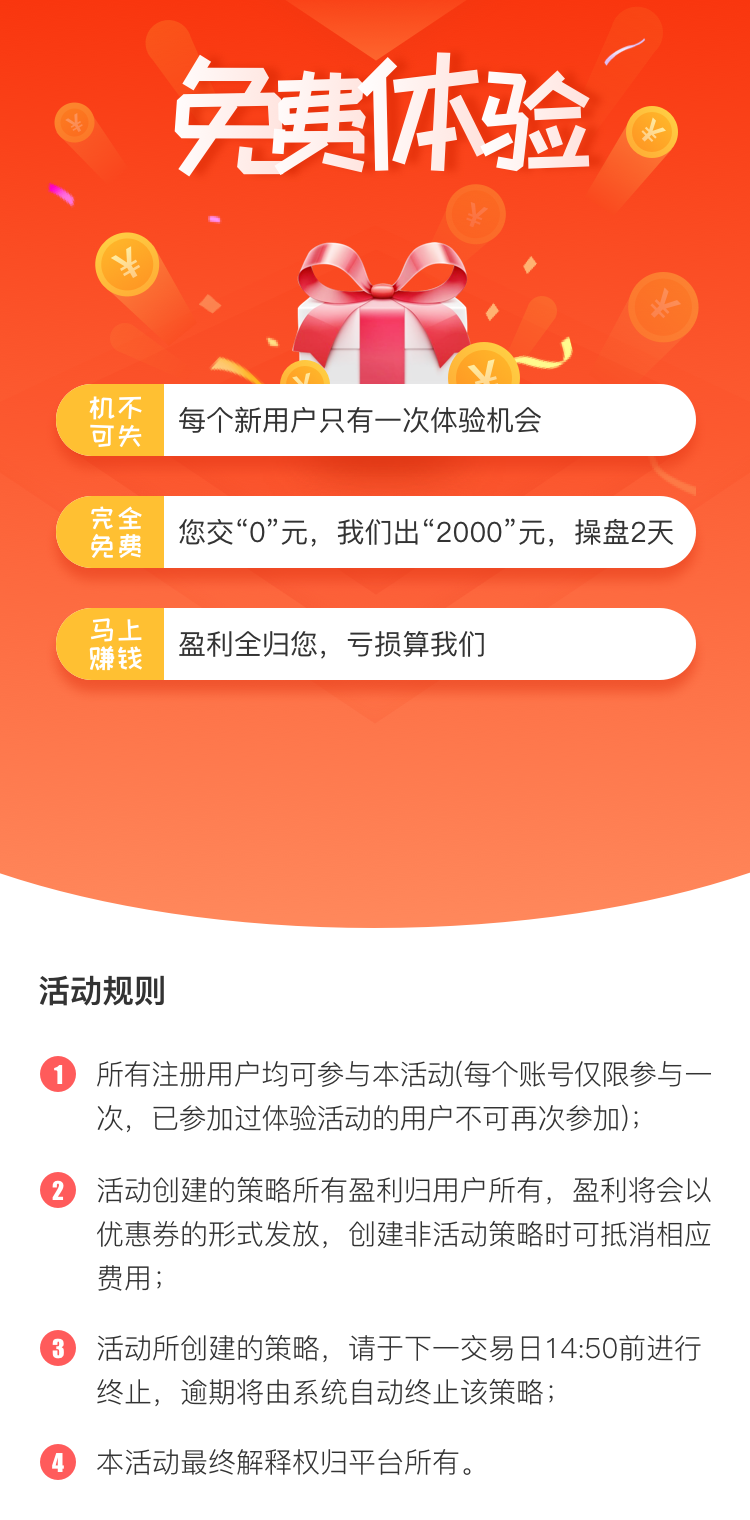 免费体验
机不
可失
每个新用户只有一次体验机会
完全
免费
您交“0”元，我们出“2000”元，操盘2天
马上
赚钱
盈利全归您，亏损算我们
活动规则
1 所有注册用户均可参与本活动(每个账号仅限参与一
次，已参加过体验活动的用户不可再次参加)；
2 活动创建的策略所有盈利归用户所有，盈利将会以
优惠券的形式发放，创建非活动策略时可抵消相应
费用；
3 活动所创建的策略，请于下一交易日14:50前进行
终止，逾期将由系统自动终止该策略；
4 本活动最终解释权归平台所有。